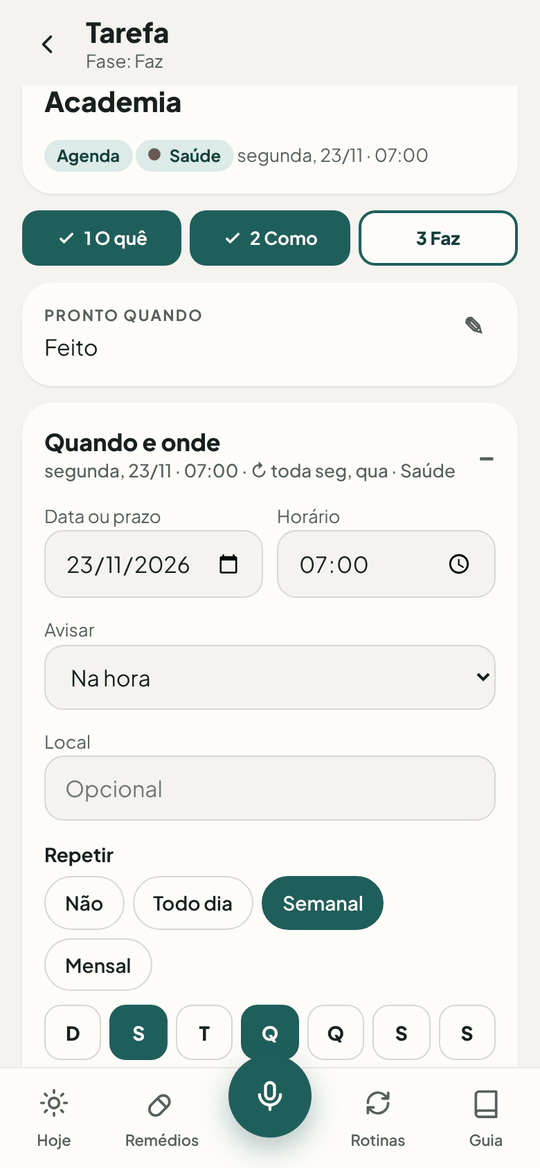 Tarefa
Fase: Faz
Academia
Agenda Saúde segunda, 23/11 · 07:00
✓ 1 O quê ✓ 2 Como 3 Faz
PRONTO QUANDO
Feito
Quando e onde
segunda, 23/11 · 07:00 · ↻ toda seg, qua · Saúde
Data ou prazo Horário
23/11/2026 07:00
Avisar
Na hora
Local
Opcional
Repetir
Não Todo dia Semanal
Mensal
D S T Q Q S S
Hoje Remédios Rotinas Guia